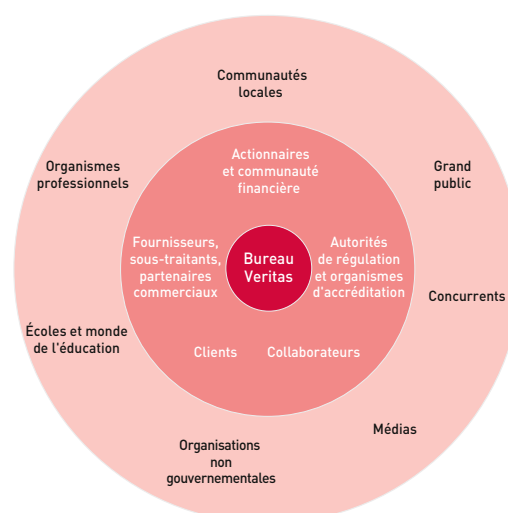 Communautés
locales
Organismes
professionnels
Actionnaires
et communauté
financière
Grand
public
Fournisseurs,
sous-traitants,
partenaires
commerciaux
Bureau
Veritas
Autorités
de régulation
et organismes
d'accréditation
Concurrents
Écoles et monde
de l'éducation
Clients
Collaborateurs
Médias
Organisations
non
gouvernementales